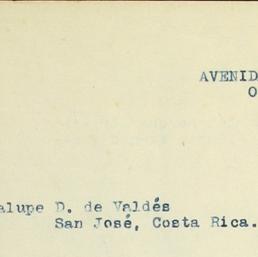 AVENID
O
alupe D. de Valdés
San José, Costa Rica.